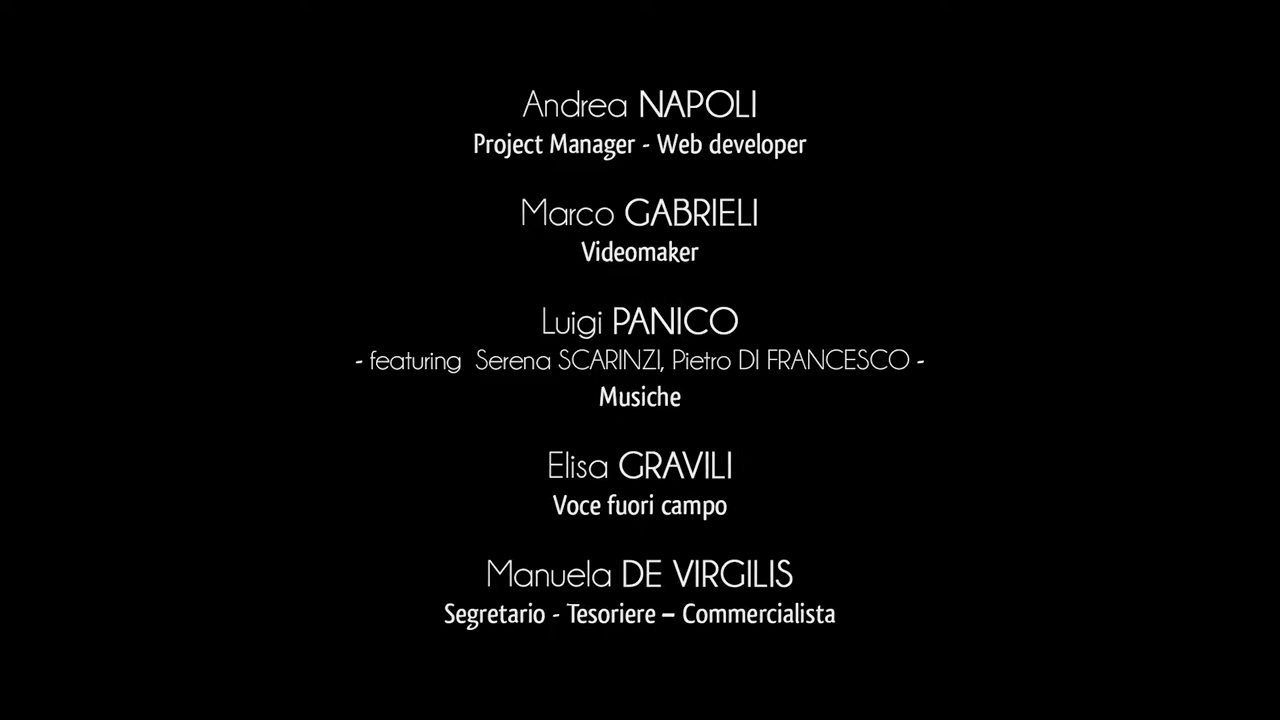 Andrea NAPOLI
Project Manager - Web developer
Marco GABRIELI
Videomaker
Luigi PANICO
- featuring Serena SCARINZI, Pietro DI FRANCESCO -
Musiche
Elisa GRAVILI
Voce fuori campo
Manuela DE VIRGILIS
Segretario - Tesoriere – Commercialista